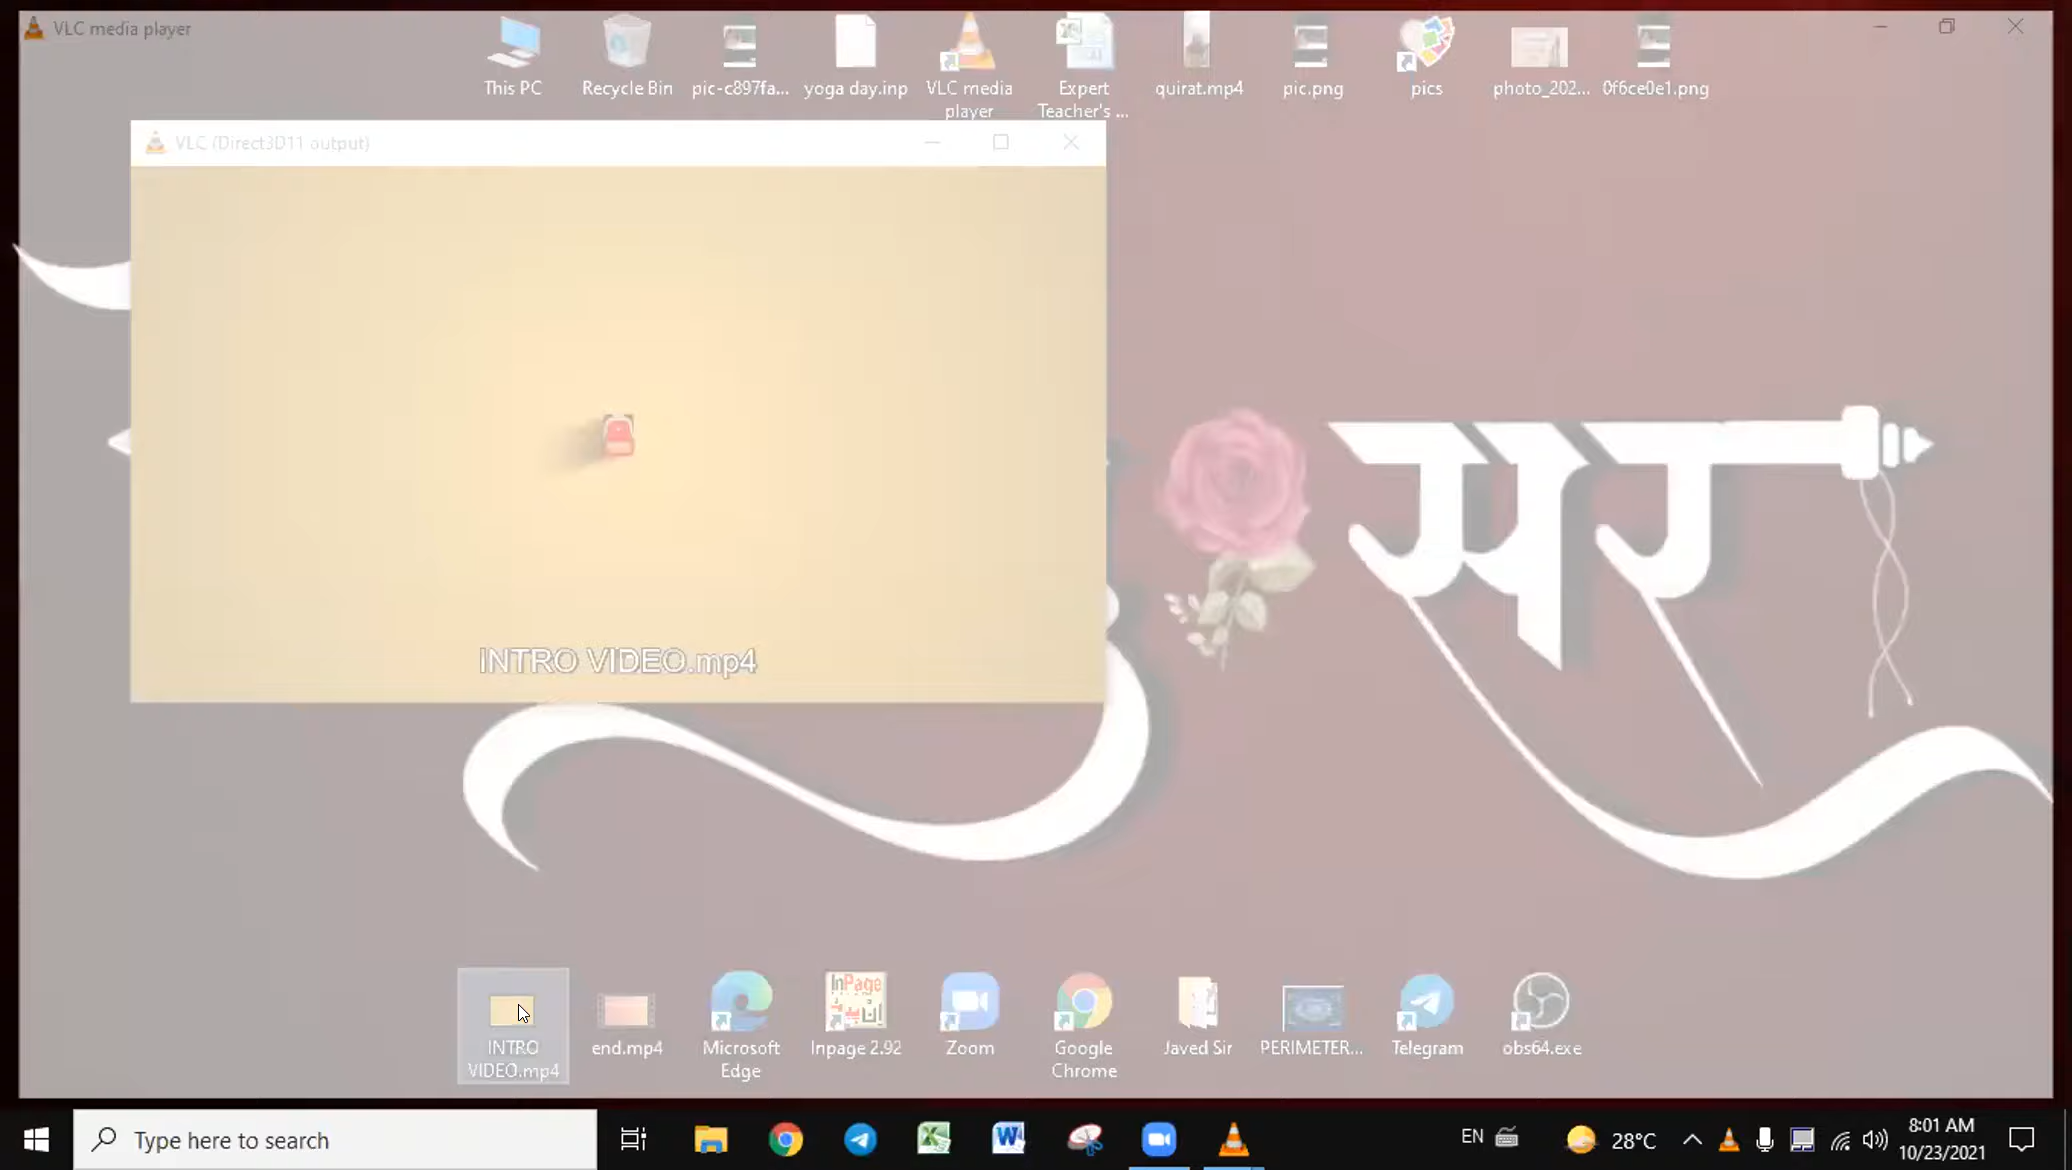 VLC media player
This PC
Recycle Bin
pic-c897fa...
yoga day.inp
VLC media
player
Expert
Teacher's ...
quirat.mp4
pic.png
pics
photo_202...
0f6ce0e1.png
VLC (Direct3D11 output)
INTRO VIDEO.mp4
INTRO
VIDEO.mp4
end.mp4
Microsoft
Edge
InPage
Inpage 2.92
Zoom
Google
Chrome
Javed Sir
PERIMETER...
Telegram
obs64.exe
Type here to search
EN
28°C
8:01 AM
10/23/2021